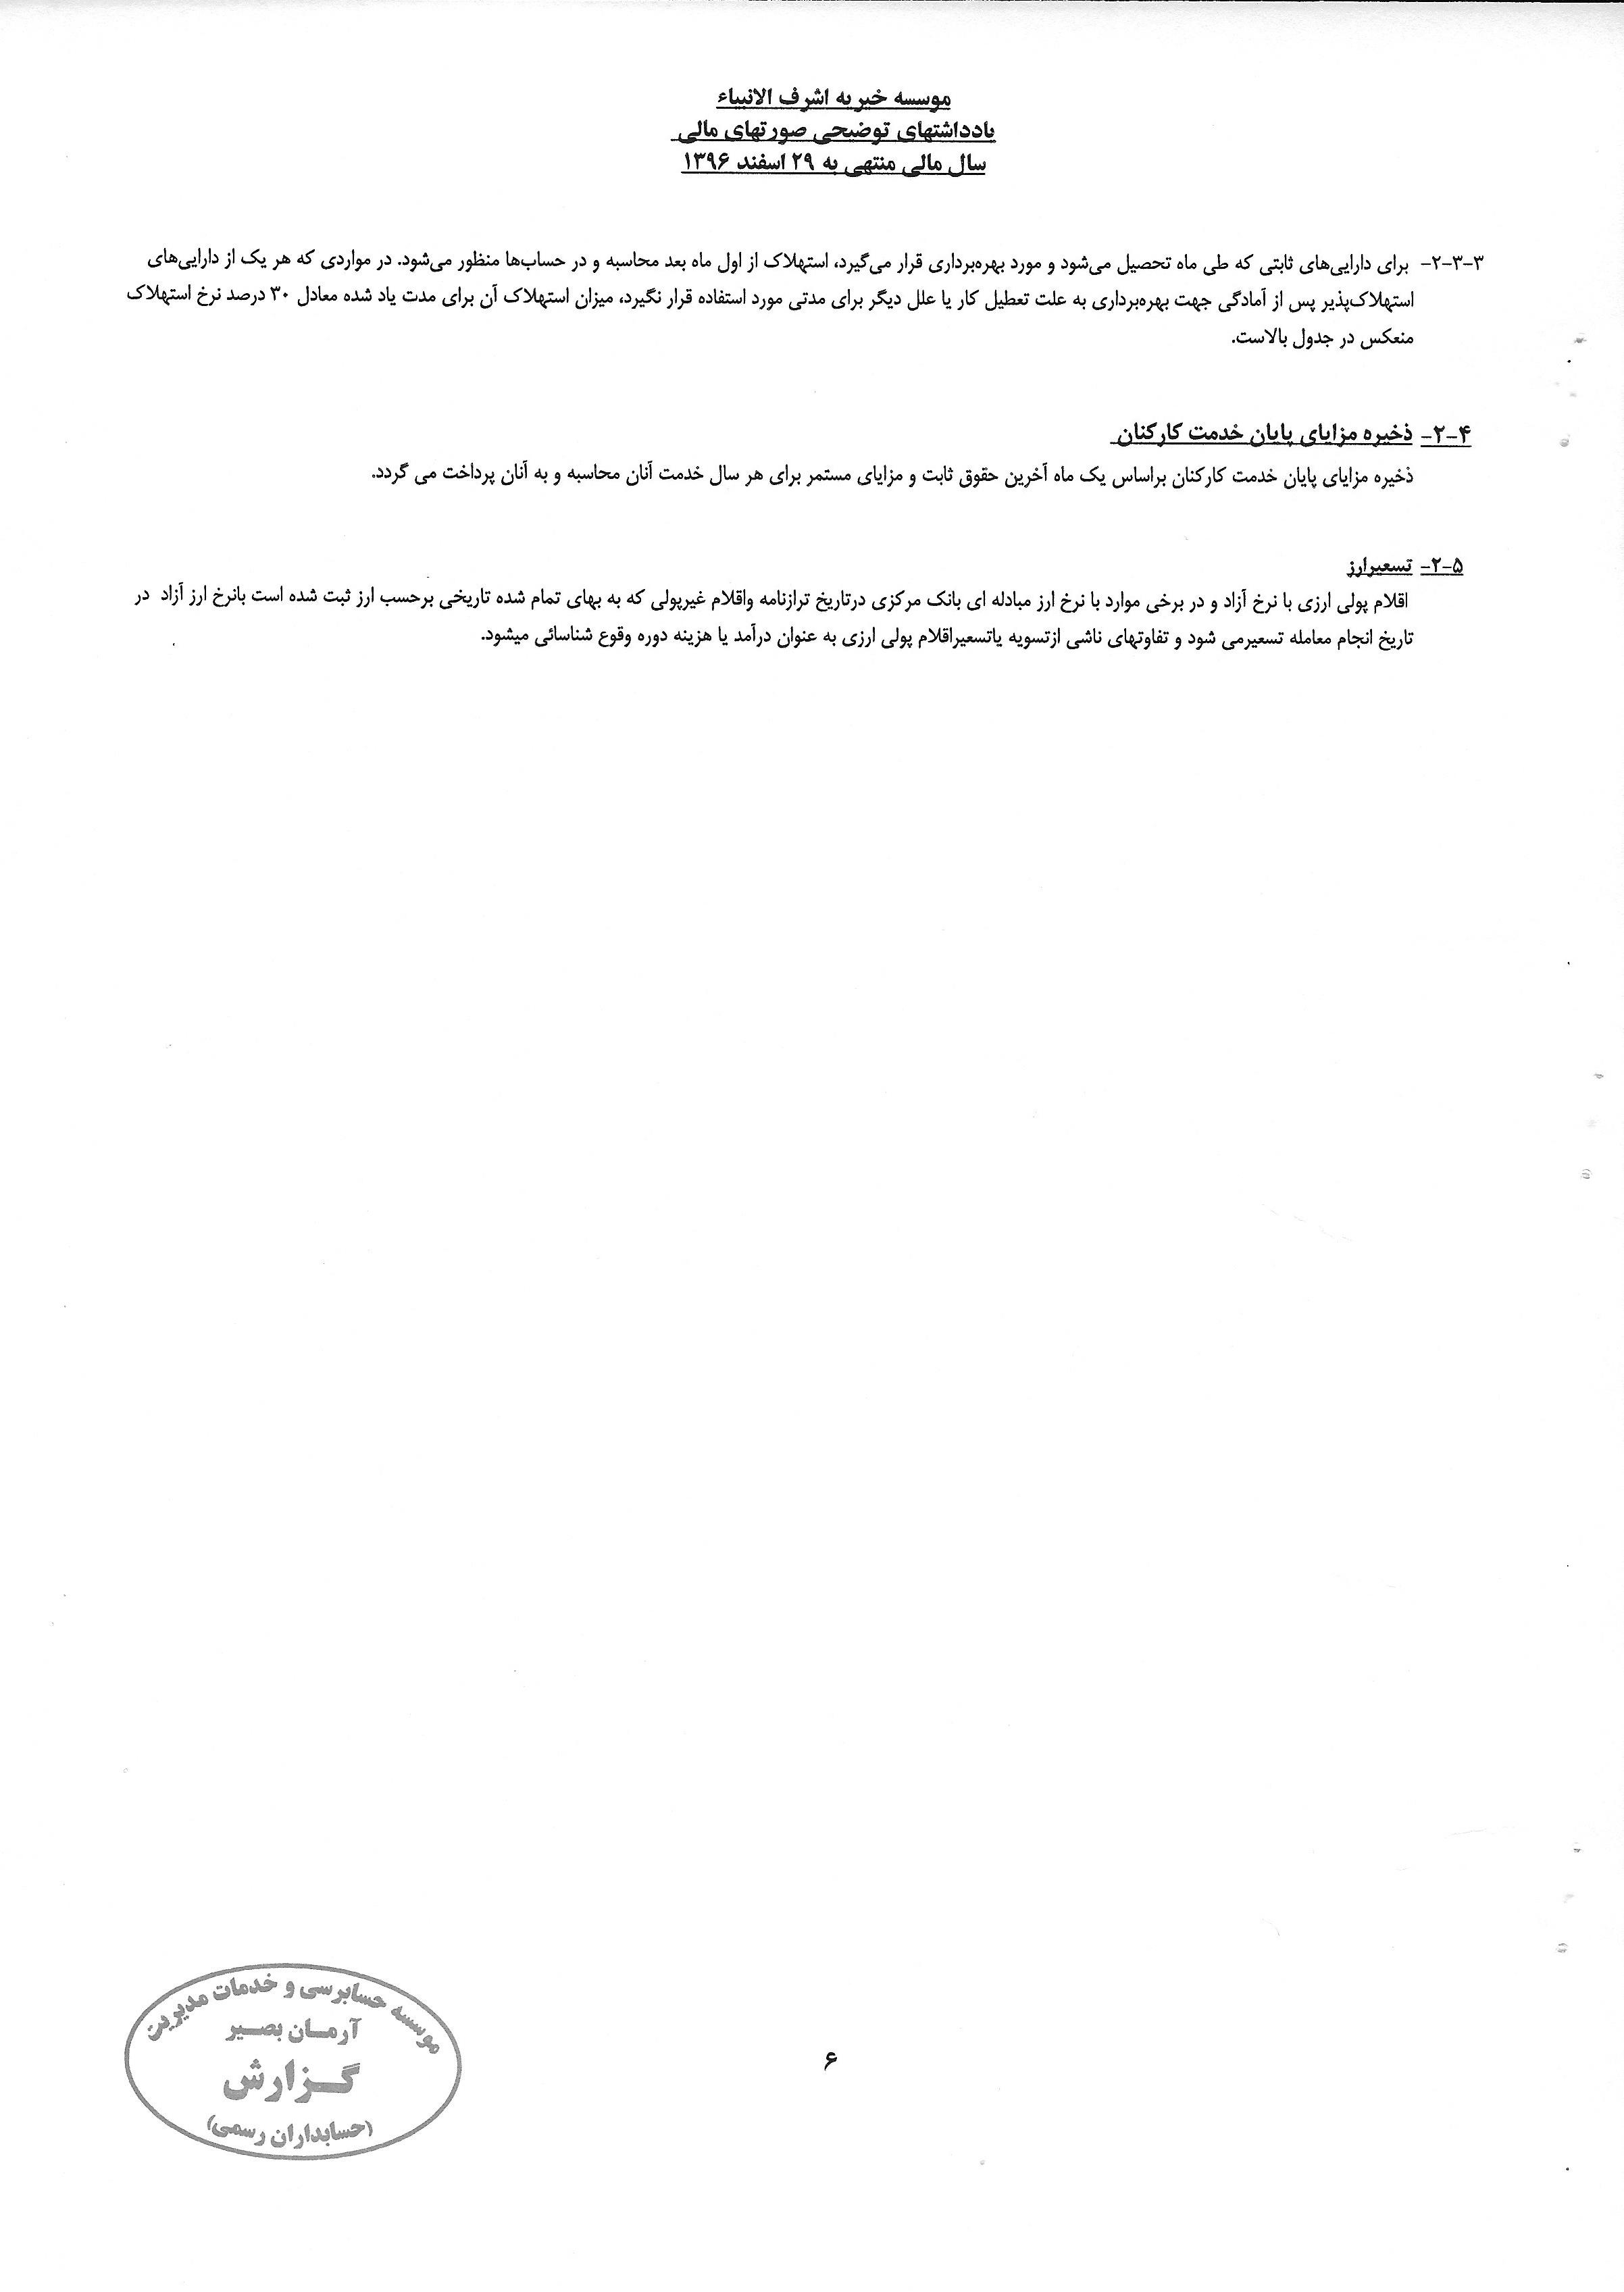 موسسه خیریه اشرف الانبیاء
یادداشتهای توضیحی صورتهای مالی
سال مالی منتهی به ۲۹ اسفند ۱۳۹۶
۲-۳-۳- برای دارایی‌های ثابتی که طی ماه تحصیل می‌شود و مورد بهره‌برداری قرار می‌گیرد، استهلاک از اول ماه بعد محاسبه و در حساب‌ها منظور می‌شود. در مواردی که هر یک از دارایی‌های
استهلاک‌پذیر پس از آمادگی جهت بهره‌برداری به علت تعطیل کار یا علل دیگر برای مدتی مورد استفاده قرار نگیرد، میزان استهلاک آن برای مدت یاد شده معادل ۳۰ درصد نرخ استهلاک
منعکس در جدول بالاست.
۲-۴- ذخیره مزایای پایان خدمت کارکنان
ذخیره مزایای پایان خدمت کارکنان براساس یک ماه آخرین حقوق ثابت و مزایای مستمر برای هر سال خدمت آنان محاسبه و به آنان پرداخت می گردد.
۲-۵- تسعیرارز
اقلام پولی ارزی با نرخ آزاد و در برخی موارد با نرخ ارز مبادله ای بانک مرکزی درتاریخ ترازنامه واقلام غیرپولی که به بهای تمام شده تاریخی برحسب ارز ثبت شده است بانرخ ارز آزاد در
تاریخ انجام معامله تسعیرمی شود و تفاوتهای ناشی ازتسویه یاتسعیراقلام پولی ارزی به عنوان درآمد یا هزینه دوره وقوع شناسائی میشود.
موسسه حسابرسی و خدمات مدیریت
آرمـان بصـیر
گـزارش
(حسابداران رسمی)
۶